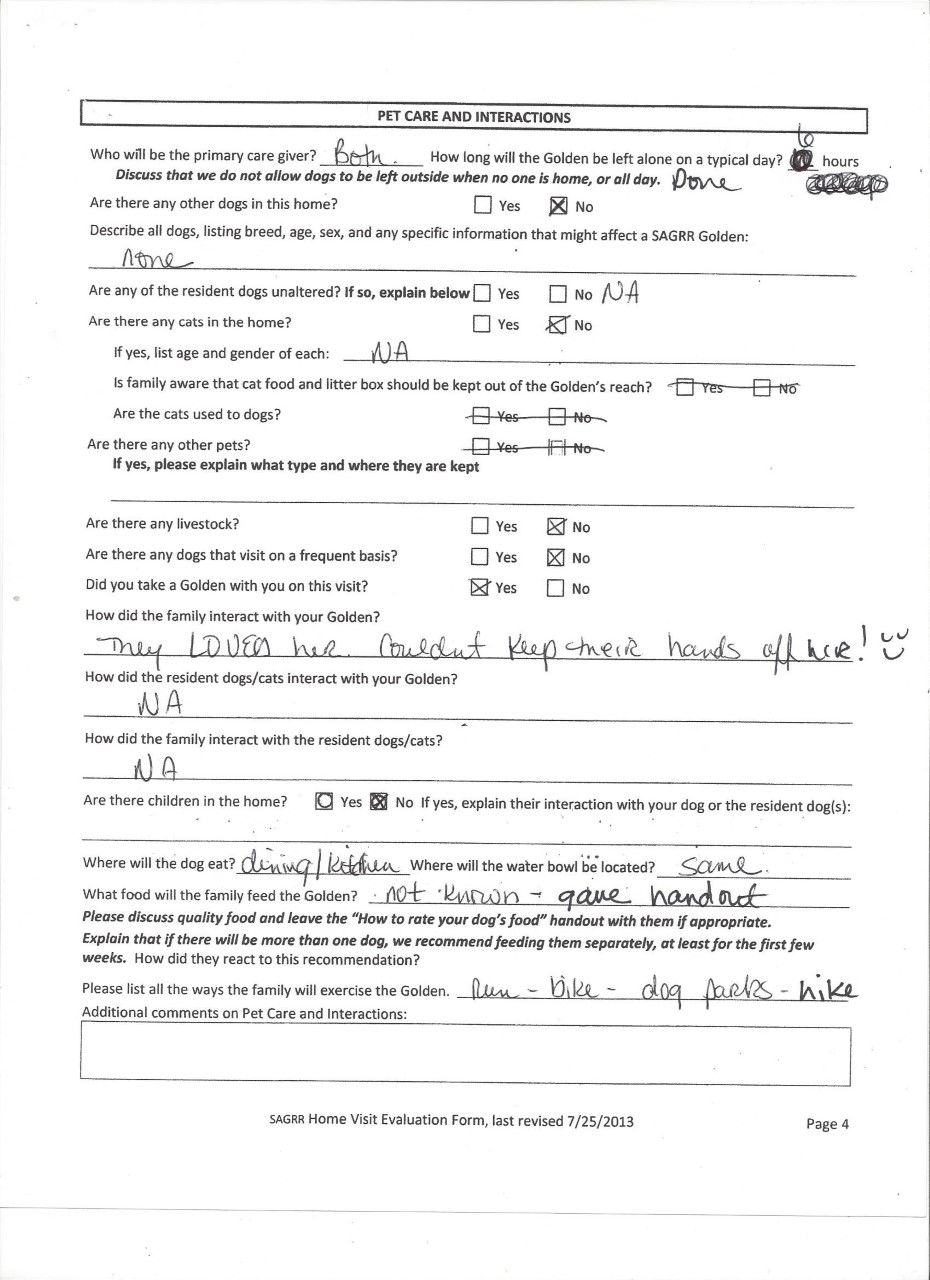 PET CARE AND INTERACTIONS
Who will be the primary care giver? Both. How long will the Golden be left alone on a typical day? 6 hours
Discuss that we do not allow dogs to be left outside when no one is home, or all day. Done
Are there any other dogs in this home? ☐ Yes ☒ No
Describe all dogs, listing breed, age, sex, and any specific information that might affect a SAGRR Golden:
none
Are any of the resident dogs unaltered? If so, explain below ☐ Yes ☐ No NA
Are there any cats in the home? ☐ Yes ☒ No
If yes, list age and gender of each: NA
Is family aware that cat food and litter box should be kept out of the Golden's reach? ☐ Yes ☐ No
Are the cats used to dogs? ☐ Yes ☐ No
Are there any other pets? ☐ Yes ☐ No
If yes, please explain what type and where they are kept
Are there any livestock? ☐ Yes ☒ No
Are there any dogs that visit on a frequent basis? ☐ Yes ☒ No
Did you take a Golden with you on this visit? ☒ Yes ☐ No
How did the family interact with your Golden?
They LOVED her. Couldnt keep their hands off her!
How did the resident dogs/cats interact with your Golden?
NA
How did the family interact with the resident dogs/cats?
NA
Are there children in the home? ☐ Yes ☒ No If yes, explain their interaction with your dog or the resident dog(s):
Where will the dog eat? dining/kitchen Where will the water bowl be located? Same.
What food will the family feed the Golden? not known - gave handout
Please discuss quality food and leave the "How to rate your dog's food" handout with them if appropriate.
Explain that if there will be more than one dog, we recommend feeding them separately, at least for the first few
weeks. How did they react to this recommendation?
Please list all the ways the family will exercise the Golden. Run - bike - dog parks - hike
Additional comments on Pet Care and Interactions:
SAGRR Home Visit Evaluation Form, last revised 7/25/2013
Page 4